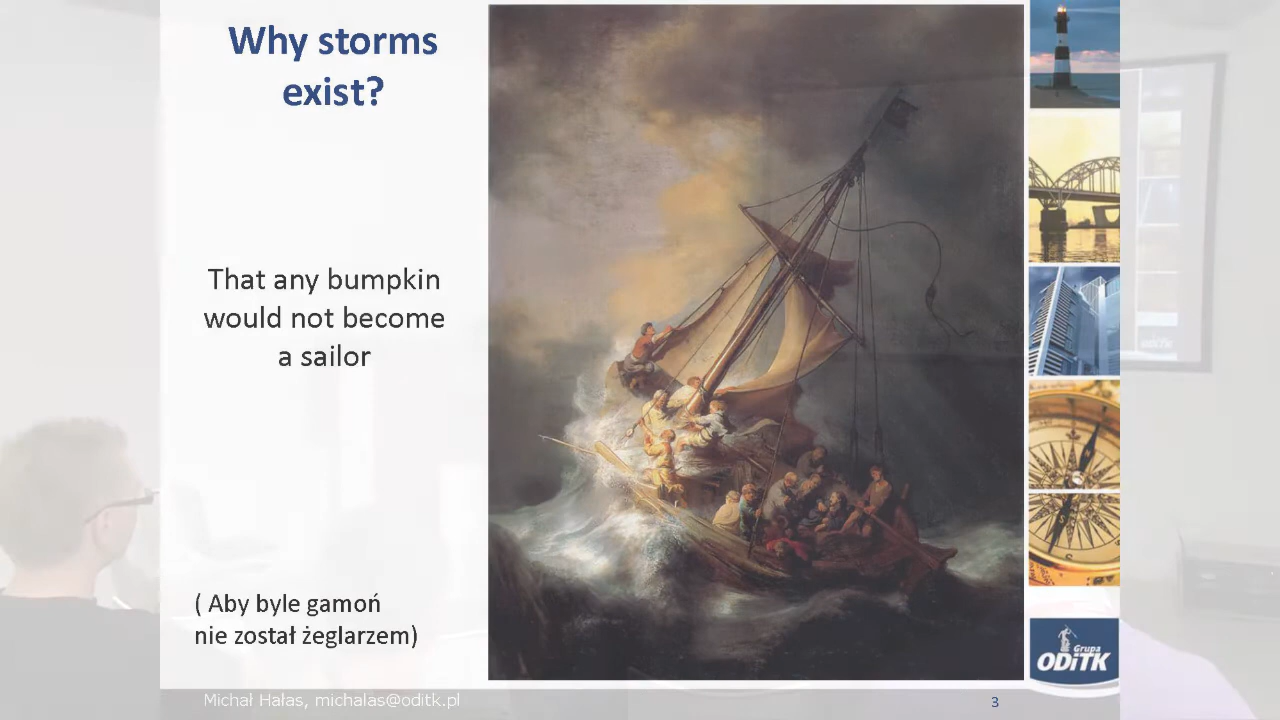 Why storms
exist?
That any bumpkin
would not become
a sailor
( Aby byle gamoń
nie został żeglarzem)
Grupa
ODiTK
Michał Hałas, michalas@oditk.pl
3